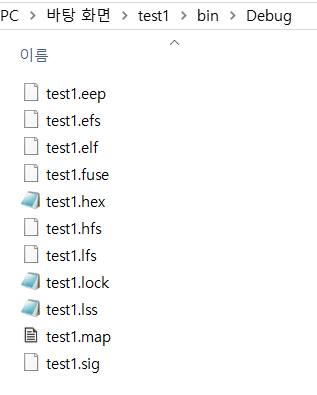 PC > 바탕 화면 > test1 > bin > Debug
이름
test1.eep
test1.efs
test1.elf
test1.fuse
test1.hex
test1.hfs
test1.lfs
test1.lock
test1.lss
test1.map
test1.sig